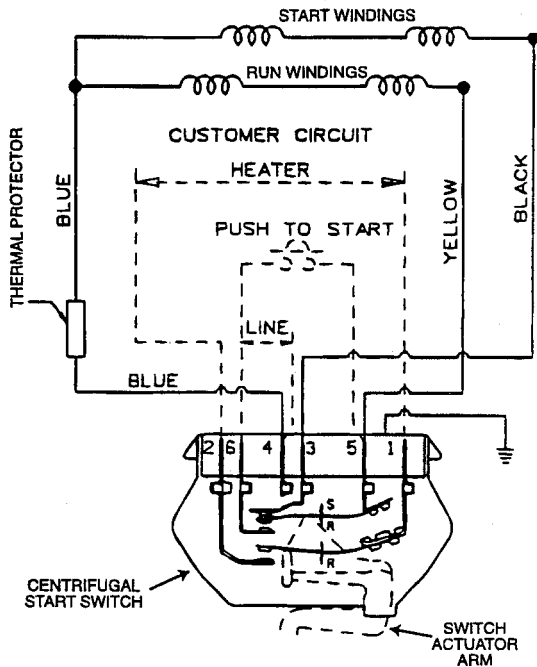 START WINDINGS
RUN WINDINGS
CUSTOMER CIRCUIT
HEATER
THERMAL PROTECTOR
BLUE
YELLOW
BLACK
PUSH TO START
LINE
BLUE
2 6 4 3 5 1
S
R
R
CENTRIFUGAL
START SWITCH
SWITCH
ACTUATOR
ARM